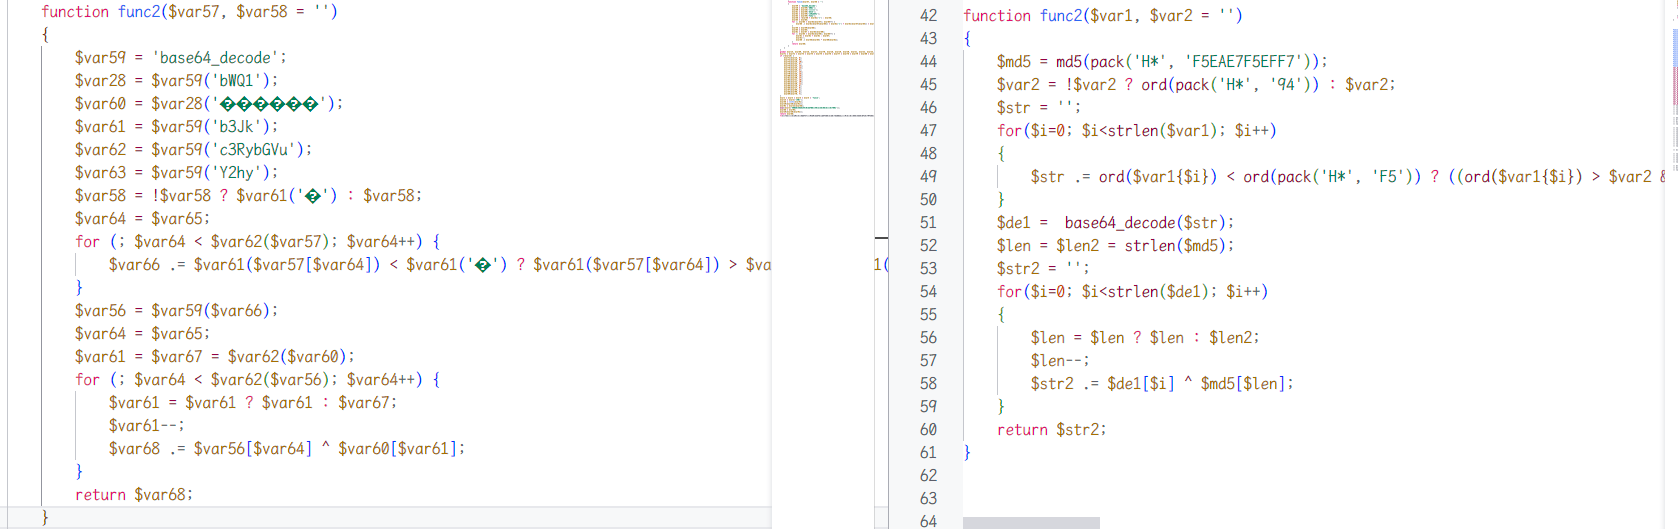 function func2($var57, $var58 = '')
{
$var59 = 'base64_decode';
$var28 = $var59('bWQ1');
$var60 = $var28('������');
$var61 = $var59('b3Jk');
$var62 = $var59('c3RybGVu');
$var63 = $var59('Y2hy');
$var58 = !$var58 ? $var61('�') : $var58;
$var64 = $var65;
for (; $var64 < $var62($var57); $var64++) {
$var66 .= $var61($var57[$var64]) < $var61('�') ? $var61($var57[$var64]) > $va
}
$var56 = $var59($var66);
$var64 = $var65;
$var61 = $var67 = $var62($var60);
for (; $var64 < $var62($var56); $var64++) {
$var61 = $var61 ? $var61 : $var67;
$var61--;
$var68 .= $var56[$var64] ^ $var60[$var61];
}
return $var68;
}
1(
42 function func2($var1, $var2 = '')
43 {
44 $md5 = md5(pack('H*', 'F5EAE7F5EFF7'));
45 $var2 = !$var2 ? ord(pack('H*', '94')) : $var2;
46 $str = '';
47 for($i=0; $i<strlen($var1); $i++)
48 {
49 $str .= ord($var1{$i}) < ord(pack('H*', 'F5')) ? ((ord($var1{$i}) > $var2 &
50 }
51 $de1 = base64_decode($str);
52 $len = $len2 = strlen($md5);
53 $str2 = '';
54 for($i=0; $i<strlen($de1); $i++)
55 {
56 $len = $len ? $len : $len2;
57 $len--;
58 $str2 .= $de1[$i] ^ $md5[$len];
59 }
60 return $str2;
61 }
62
63
64